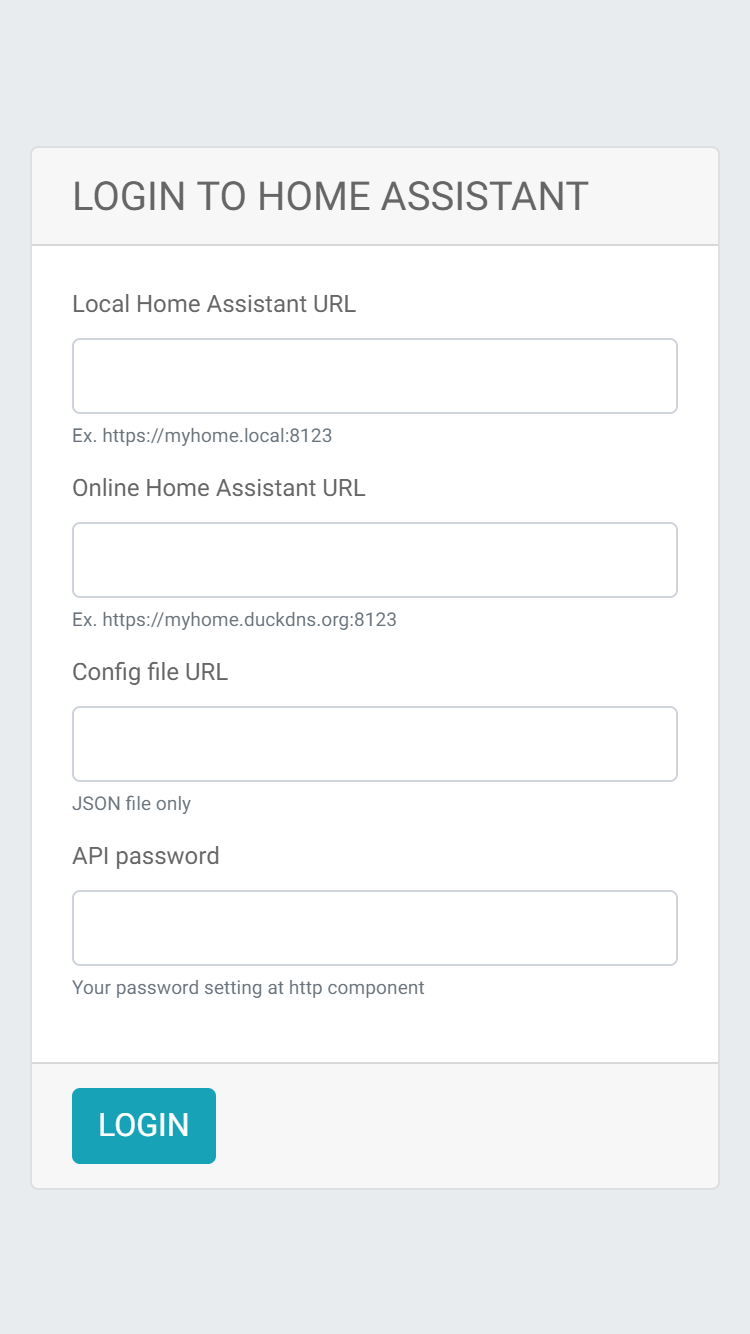 LOGIN TO HOME ASSISTANT
Local Home Assistant URL
Ex. https://myhome.local:8123
Online Home Assistant URL
Ex. https://myhome.duckdns.org:8123
Config file URL
JSON file only
API password
Your password setting at http component
LOGIN